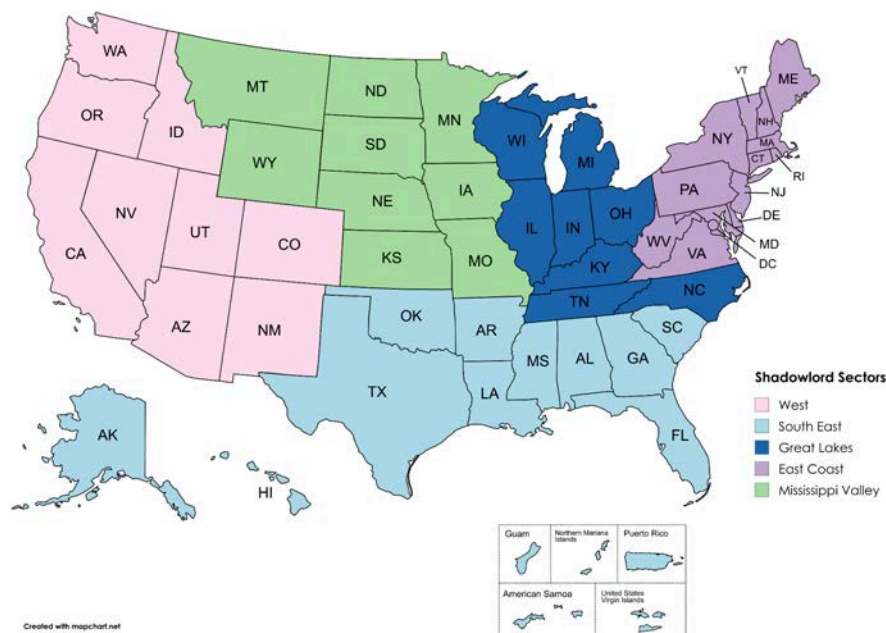 WA
MT
ND
MN
OR
ID
WY
SD
WI
MI
VT
ME
NH
NY
MA
CT
RI
NV
UT
CO
NE
IA
IL
IN
OH
PA
NJ
CA
KS
MO
KY
WV
VA
DE
MD
DC
AZ
NM
OK
AR
TN
NC
TX
LA
MS
AL
GA
SC
FL
AK
HI
Shadowlord Sectors
West
South East
Great Lakes
East Coast
Mississippi Valley
Guam
Northern Mariana
Islands
Puerto Rico
American Samoa
United States
Virgin Islands
Created with mapchart.net